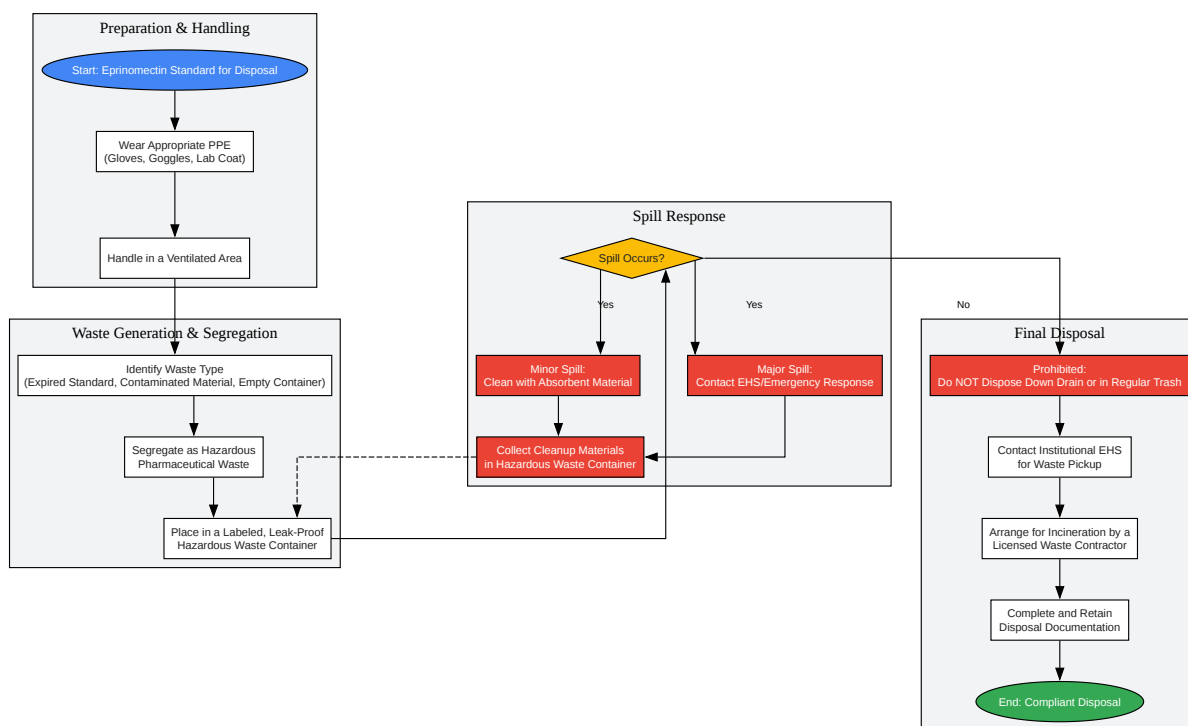 Preparation & Handling
Start: Eprinomectin Standard for Disposal
Wear Appropriate PPE
(Gloves, Goggles, Lab Coat)
Handle in a Ventilated Area
Waste Generation & Segregation
Identify Waste Type
(Expired Standard, Contaminated Material, Empty Container)
Segregate as Hazardous
Pharmaceutical Waste
Place in a Labeled, Leak-Proof
Hazardous Waste Container
Spill Response
Spill Occurs?
Yes
Yes
No
Minor Spill:
Clean with Absorbent Material
Major Spill:
Contact EHS/Emergency Response
Collect Cleanup Materials
in Hazardous Waste Container
Final Disposal
Prohibited:
Do NOT Dispose Down Drain or in Regular Trash
Contact Institutional EHS
for Waste Pickup
Arrange for Incineration by a
Licensed Waste Contractor
Complete and Retain
Disposal Documentation
End: Compliant Disposal